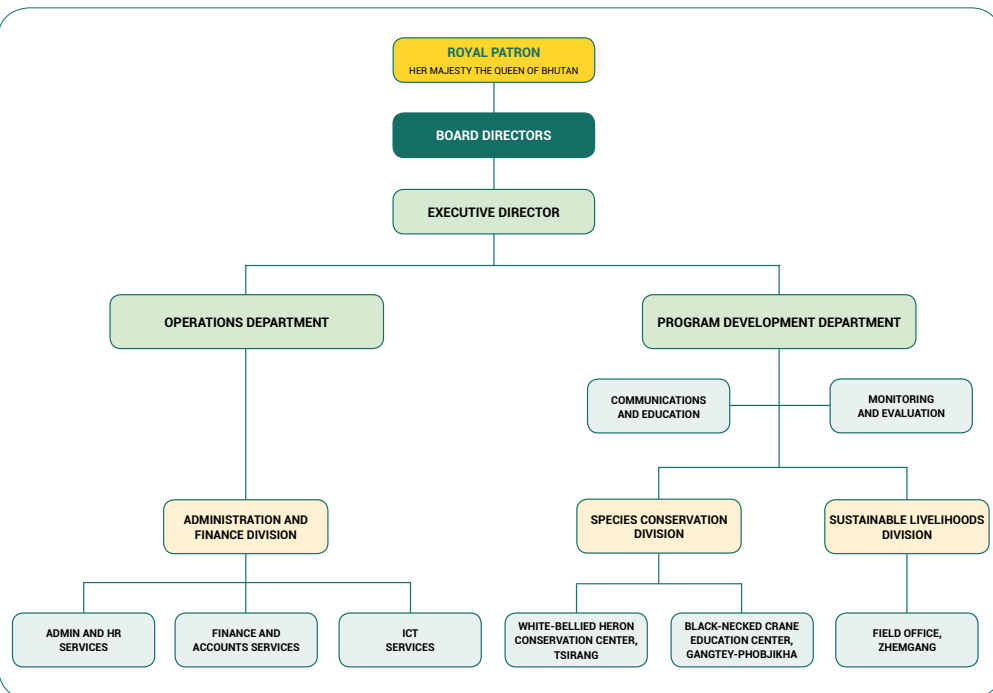 ROYAL PATRON
HER MAJESTY THE QUEEN OF BHUTAN
BOARD DIRECTORS
EXECUTIVE DIRECTOR
OPERATIONS DEPARTMENT
PROGRAM DEVELOPMENT DEPARTMENT
COMMUNICATIONS
AND EDUCATION
MONITORING
AND EVALUATION
ADMINISTRATION AND
FINANCE DIVISION
SPECIES CONSERVATION
DIVISION
SUSTAINABLE LIVELIHOODS
DIVISION
ADMIN AND HR
SERVICES
FINANCE AND
ACCOUNTS SERVICES
ICT
SERVICES
WHITE-BELLIED HERON
CONSERVATION CENTER,
TSIRANG
BLACK-NECKED CRANE
EDUCATION CENTER,
GANGTEY-PHOBJIKHA
FIELD OFFICE,
ZHEMGANG